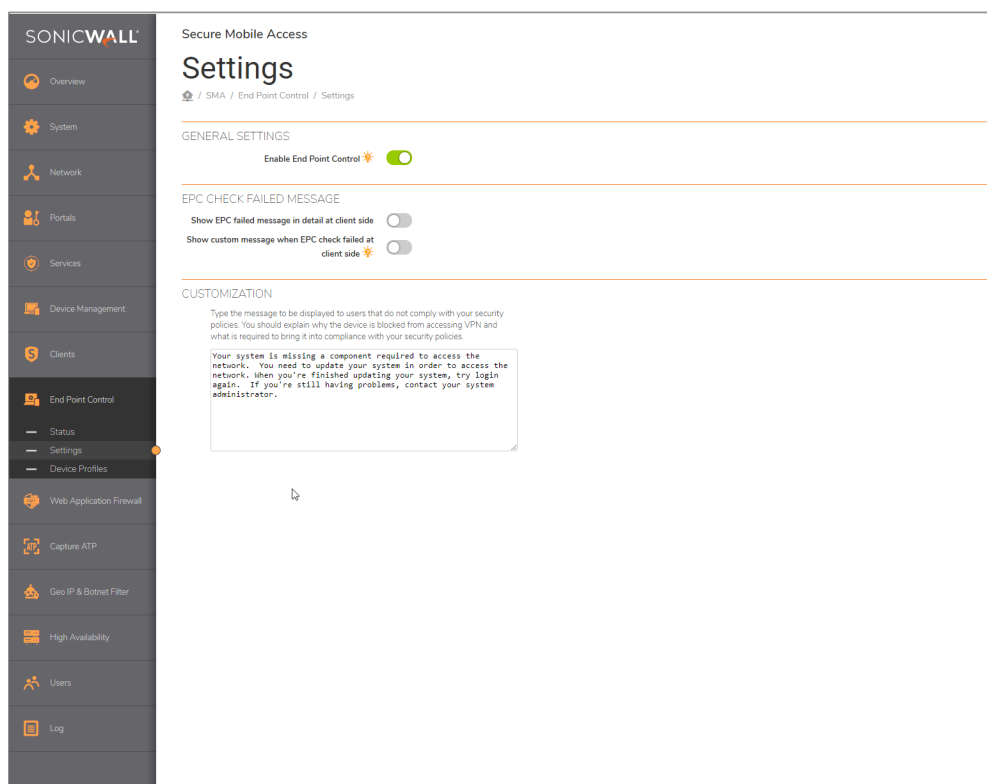 SONICWALL
Overview
System
Network
Portals
Services
Device Management
Clients
End Point Control
Status
Settings
Device Profiles
Web Application Firewall
Capture ATP
Geo IP & Botnet Filter
High Availability
Users
Log
Secure Mobile Access
Settings
/ SMA / End Point Control / Settings
GENERAL SETTINGS
Enable End Point Control
EPC CHECK FAILED MESSAGE
Show EPC failed message in detail at client side
Show custom message when EPC check failed at
client side
CUSTOMIZATION
Type the message to be displayed to users that do not comply with your security
policies. You should explain why the device is blocked from accessing VPN and
what is required to bring it into compliance with your security policies.
Your system is missing a component required to access the
network.  You need to update your system in order to access the
network. When you're finished updating your system, try login
again.  If you're still having problems, contact your system
administrator.